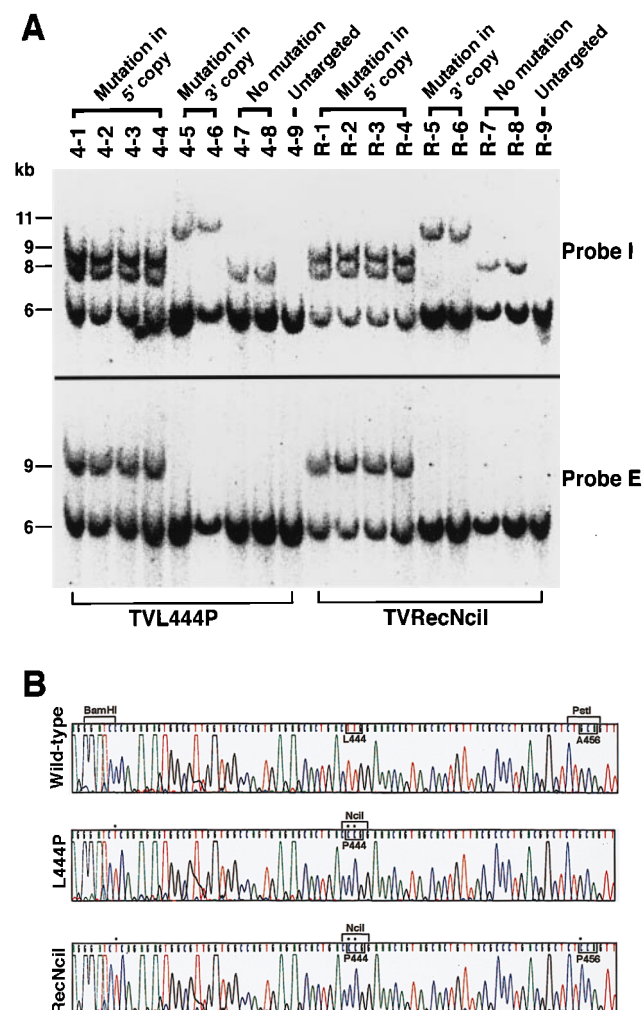 A
Mutation in 5' copy
Mutation in 3' copy
No mutation
Untargeted
Mutation in 5' copy
Mutation in 3' copy
No mutation
Untargeted
4-1 4-2 4-3 4-4 4-5 4-6 4-7 4-8 4-9 R-1 R-2 R-3 R-4 R-5 R-6 R-7 R-8 R-9
kb
11
9
8
6
Probe I
9
6
Probe E
TVL444P
TVRecNciI
B
BamHI
PstI
Wild-type
L444
A456
L444P
NciI
P444
RecNciI
NciI
P444
P456